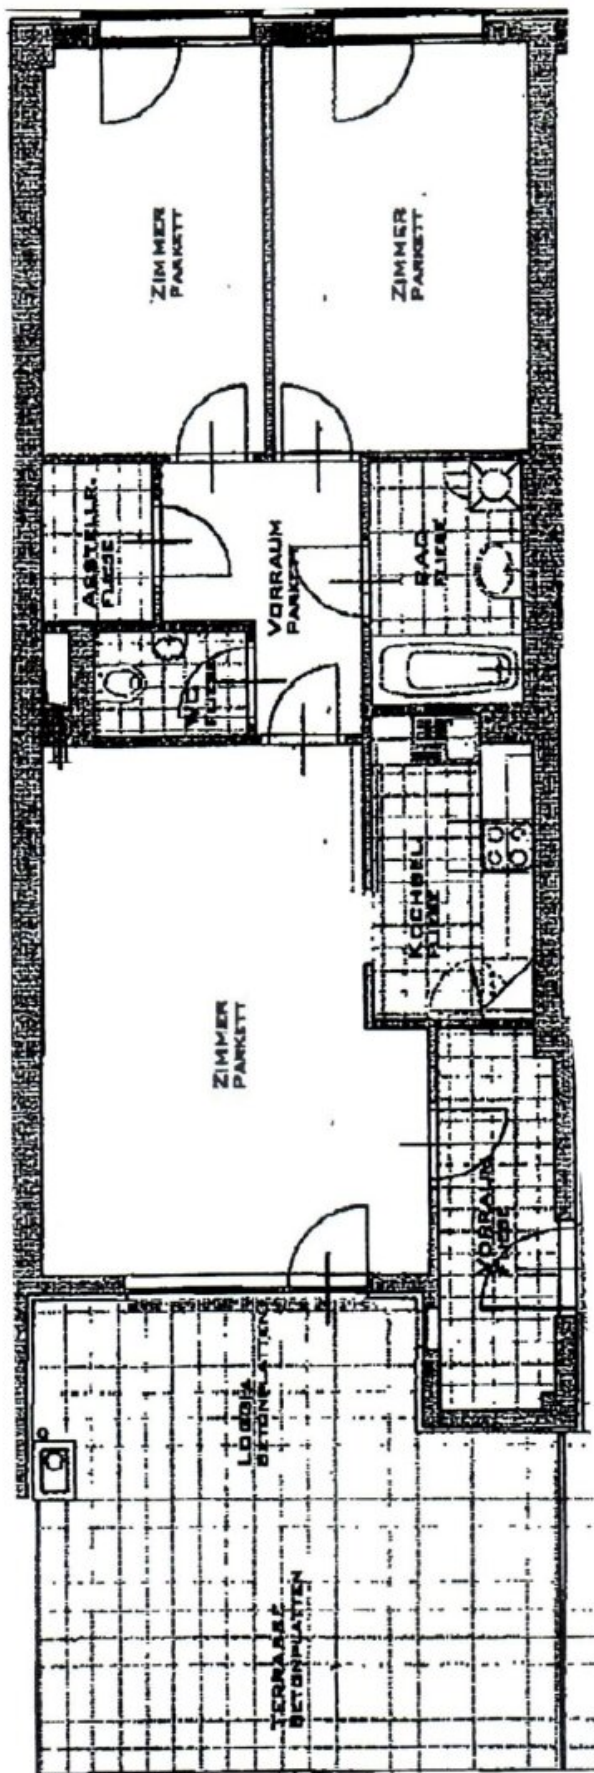 ZIMMER
PARKETT
ZIMMER
PARKETT
ABSTELLR.
FLIESE
VORRAUM
PARKETT
BAD
FLIESE
WC
FLIESE
KOCHBEL.
FLIESE
ZIMMER
PARKETT
VORRAUM
FLIESE
LOGGIA
BETONPLATTEN
TERRASSE
BETONPLATTEN